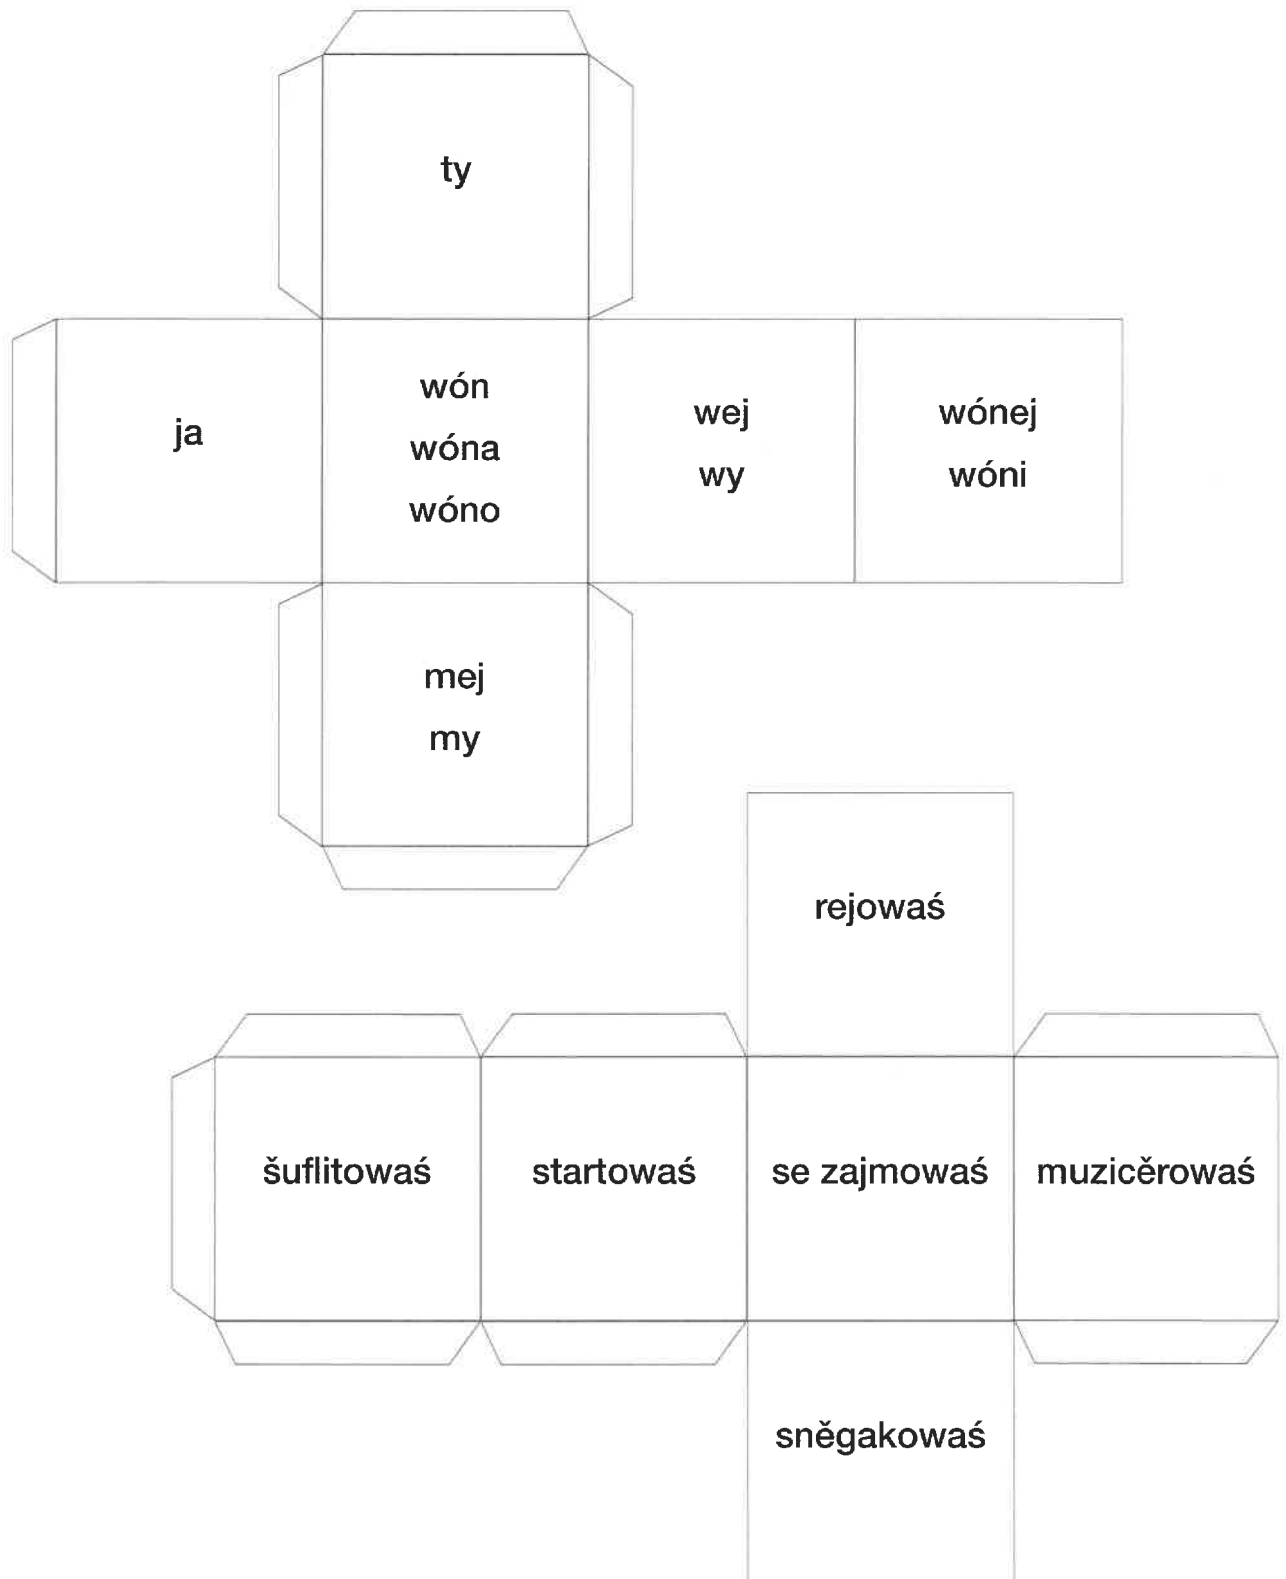 ty
ja
wón
wóna
wóno
wej
wy
wónej
wóni
mej
my
rejowaś
šuflitowaś
startowaś
se zajmowaś
muzicěrowaś
sněgakowaś